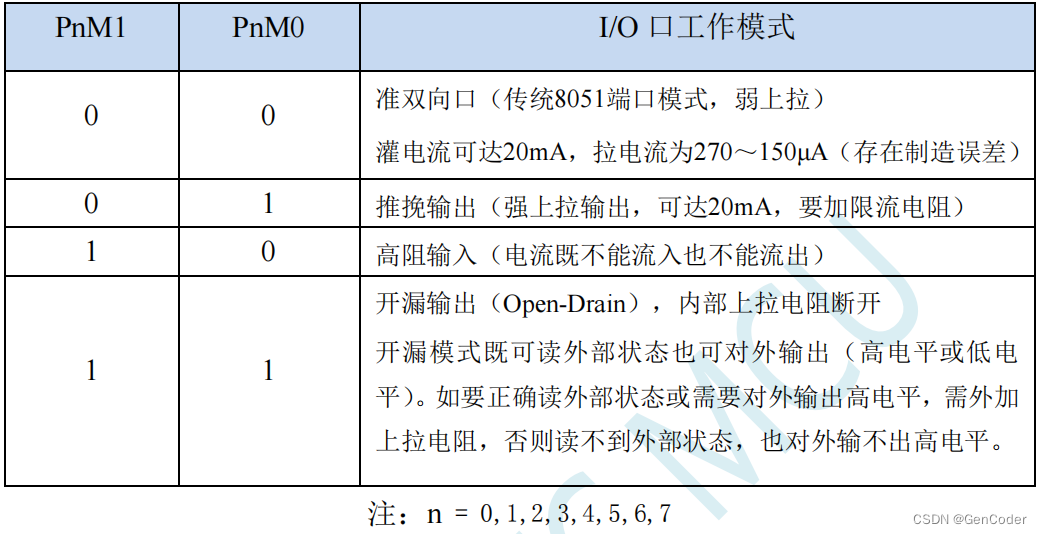 PnM1 PnM0 I/O 口工作模式
0 0 准双向口（传统8051端口模式，弱上拉）
灌电流可达20mA，拉电流为270～150μA（存在制造误差）
0 1 推挽输出（强上拉输出，可达20mA，要加限流电阻）
1 0 高阻输入（电流既不能流入也不能流出）
1 1 开漏输出（Open-Drain），内部上拉电阻断开
开漏模式既可读外部状态也可对外输出（高电平或低电
平）。如要正确读外部状态或需要对外输出高电平，需外加
上拉电阻，否则读不到外部状态，也对外输不出高电平。
注：n = 0,1,2,3,4,5,6,7
MCU
CSDN @GenCoder